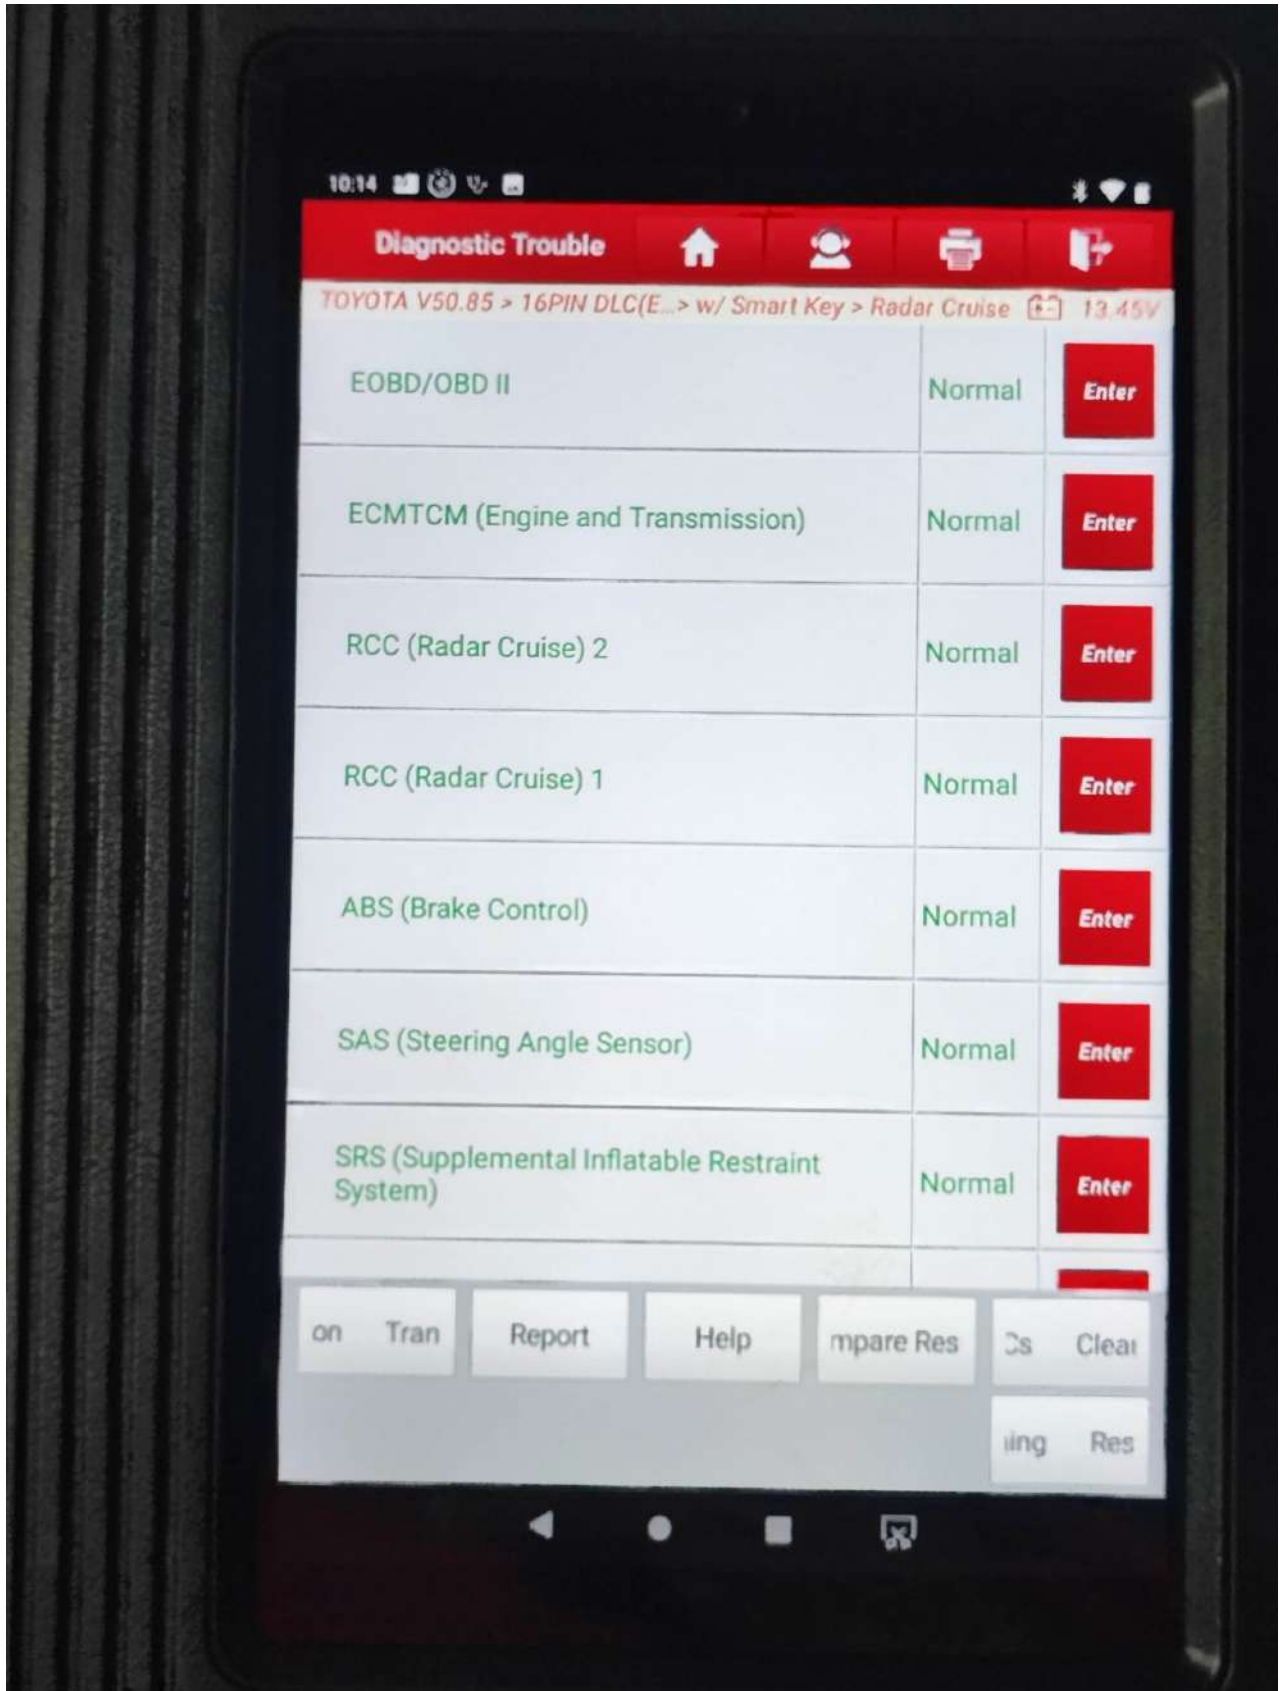 10:14
Diagnostic Trouble
TOYOTA V50.85 > 16PIN DLC(E...> w/ Smart Key > Radar Cruise 13.45V
EOBD/OBD II Normal Enter
ECMTCM (Engine and Transmission) Normal Enter
RCC (Radar Cruise) 2 Normal Enter
RCC (Radar Cruise) 1 Normal Enter
ABS (Brake Control) Normal Enter
SAS (Steering Angle Sensor) Normal Enter
SRS (Supplemental Inflatable Restraint
System) Normal Enter
on Tran Report Help mpare Res Cs Clear
ing Res